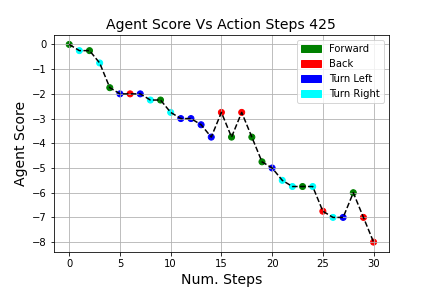 Agent Score Vs Action Steps 425
Forward
Back
Turn Left
Turn Right
Agent Score
0
−1
−2
−3
−4
−5
−6
−7
−8
0 5 10 15 20 25 30
Num. Steps